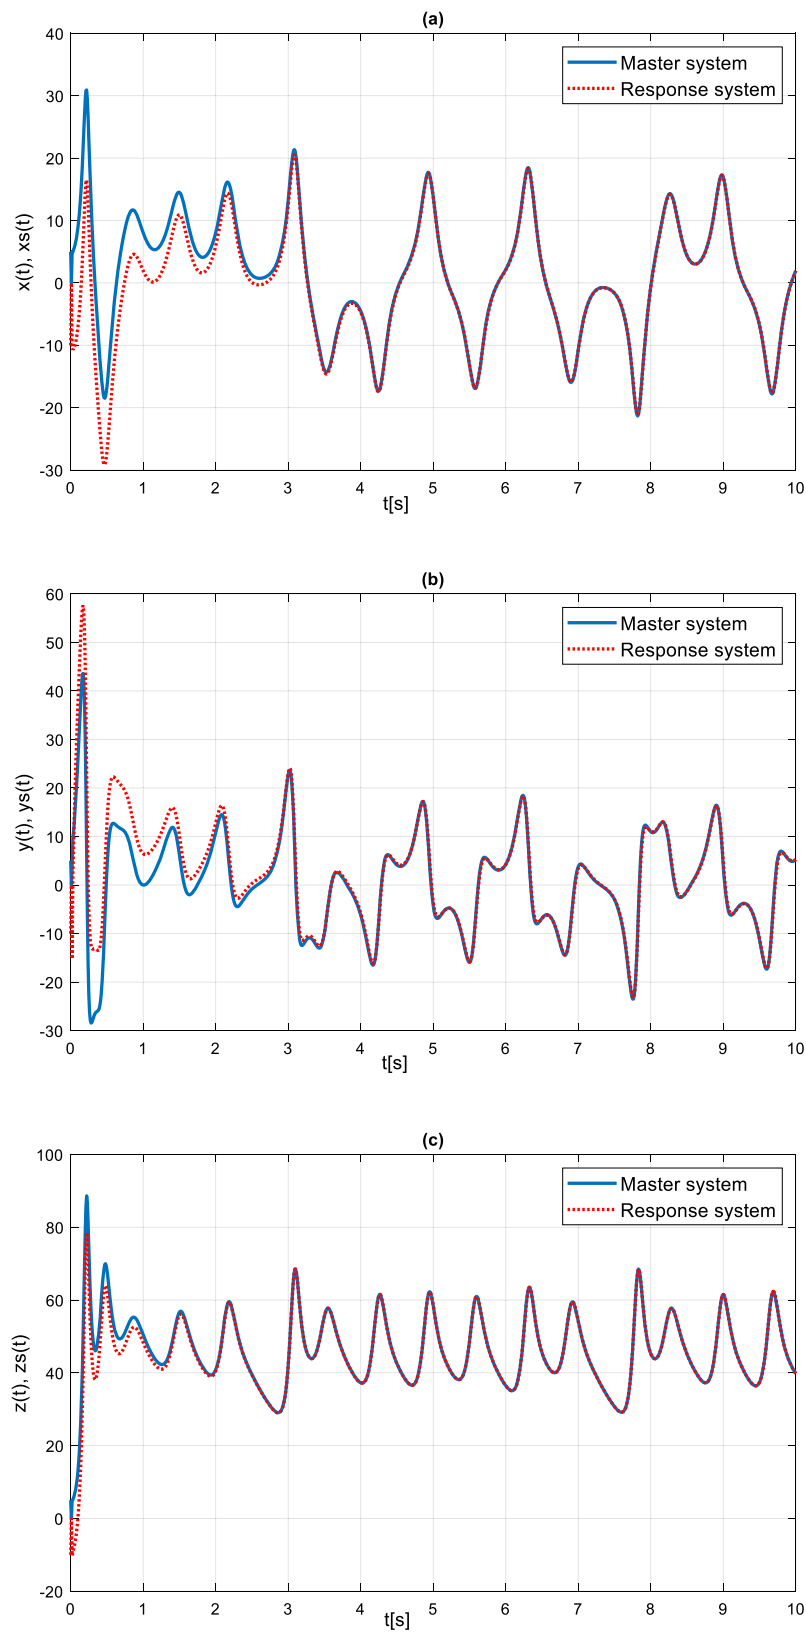 (a)
40
30
20
10
0
-10
-20
-30
x(t), xs(t)
Master system
Response system
0 1 2 3 4 5 6 7 8 9 10
t[s]
(b)
60
50
40
30
20
10
0
-10
-20
-30
y(t), ys(t)
Master system
Response system
0 1 2 3 4 5 6 7 8 9 10
t[s]
(c)
100
80
60
40
20
0
-20
z(t), zs(t)
Master system
Response system
0 1 2 3 4 5 6 7 8 9 10
t[s]